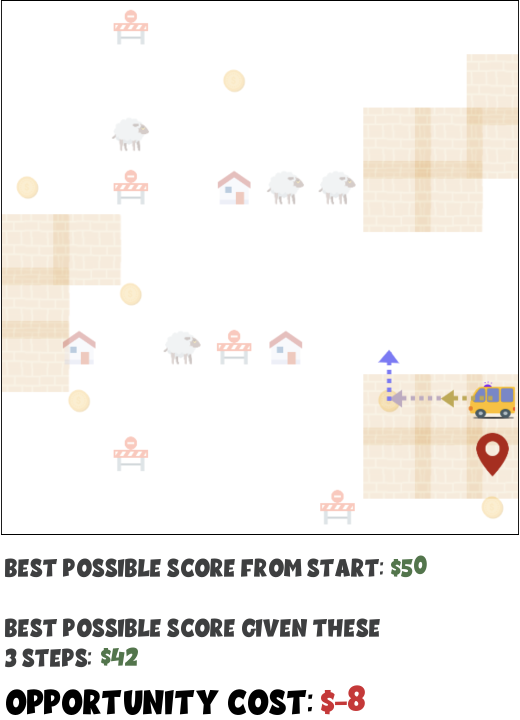 BEST POSSIBLE SCORE FROM START: $50
BEST POSSIBLE SCORE GIVEN THESE
3 STEPS: $42
OPPORTUNITY COST: $-8